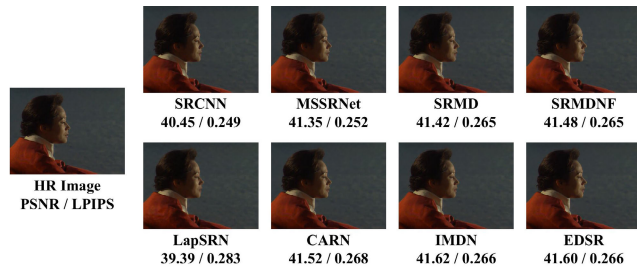 SRCNN
40.45 / 0.249
MSSRNet
41.35 / 0.252
SRMD
41.42 / 0.265
SRMDNF
41.48 / 0.265
HR Image
PSNR / LPIPS
LapSRN
39.39 / 0.283
CARN
41.52 / 0.268
IMDN
41.62 / 0.266
EDSR
41.60 / 0.266